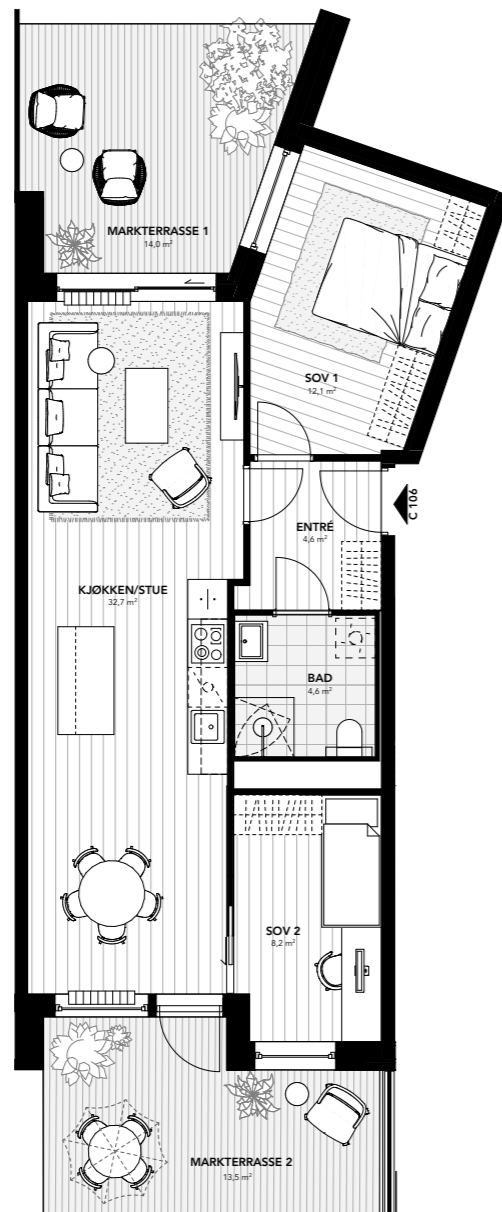 MARKTERRASSE 1
14,0 m²
SOV 1
12,1 m²
C 106
ENTRÉ
4,6 m²
KJØKKEN/STUE
32,7 m²
BAD
4,6 m²
SOV 2
8,2 m²
MARKTERRASSE 2
13,5 m²